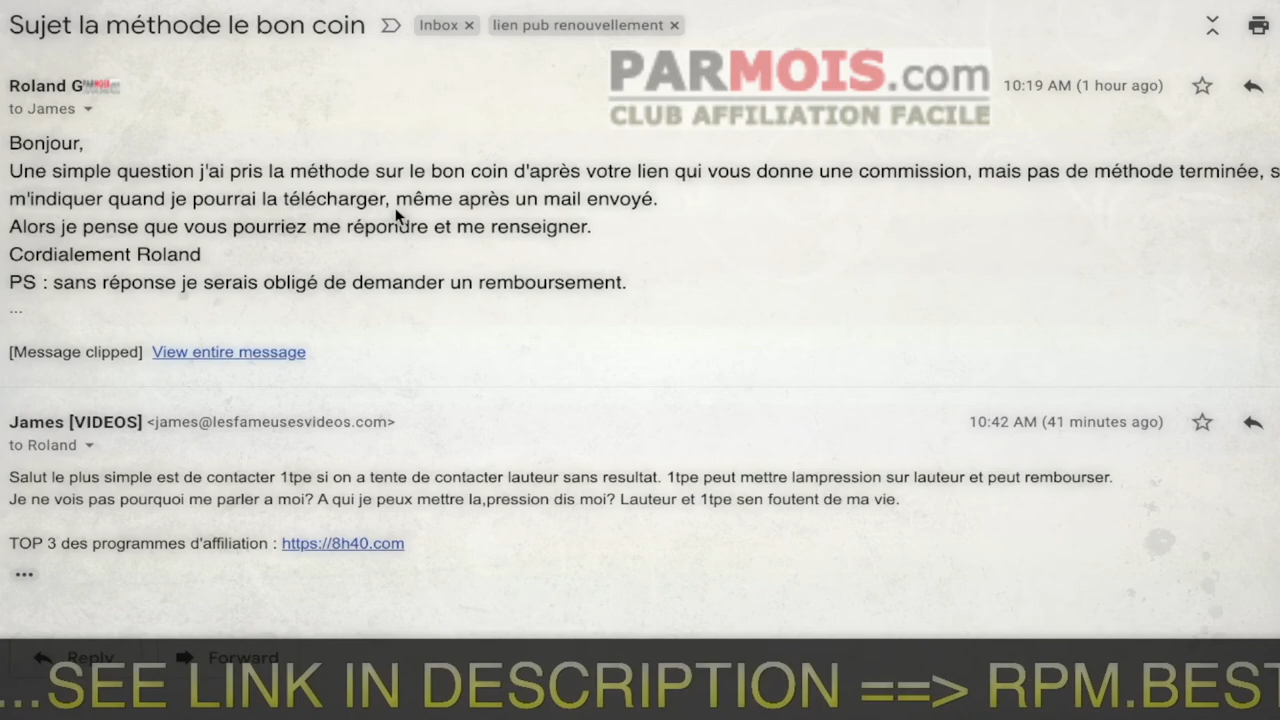 Sujet la méthode le bon coin
Inbox ×
lien pub renouvellement ×
PARMOIS.com
CLUB AFFILIATION FACILE
Roland G
10:19 AM (1 hour ago)
to James
Bonjour,
Une simple question j'ai pris la méthode sur le bon coin d'après votre lien qui vous donne une commission, mais pas de méthode terminée, s
m'indiquer quand je pourrai la télécharger, même après un mail envoyé.
Alors je pense que vous pourriez me répondre et me renseigner.
Cordialement Roland
PS : sans réponse je serais obligé de demander un remboursement.
...
[Message clipped] View entire message
James [VIDEOS] <james@lesfameusesvideos.com>
10:42 AM (41 minutes ago)
to Roland
Salut le plus simple est de contacter 1tpe si on a tente de contacter lauteur sans resultat. 1tpe peut mettre lampression sur lauteur et peut rembourser.
Je ne vois pas pourquoi me parler a moi? A qui je peux mettre la,pression dis moi? Lauteur et 1tpe sen foutent de ma vie.
TOP 3 des programmes d'affiliation : https://8h40.com
...
Reply
Forward
...SEE LINK IN DESCRIPTION ==> RPM.BEST